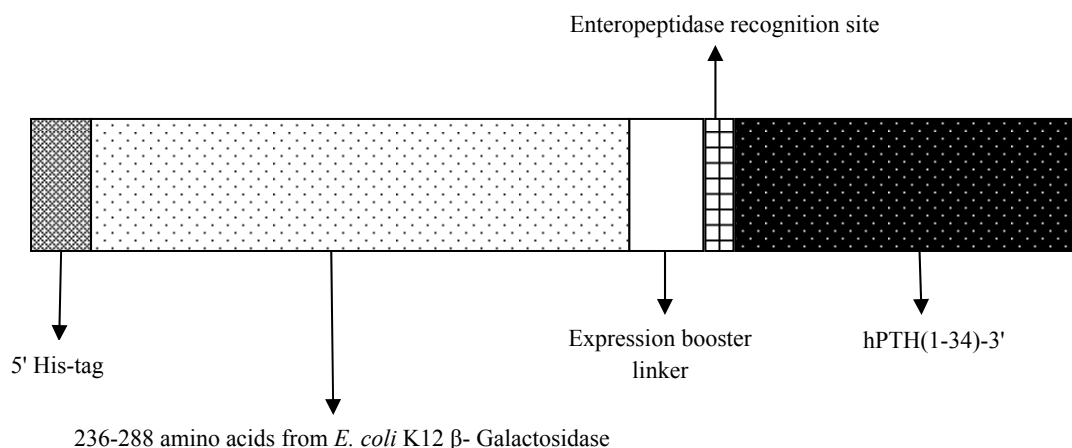 Enteropeptidase recognition site
5' His-tag
Expression booster
linker
hPTH(1-34)-3'
236-288 amino acids from E. coli K12 β- Galactosidase